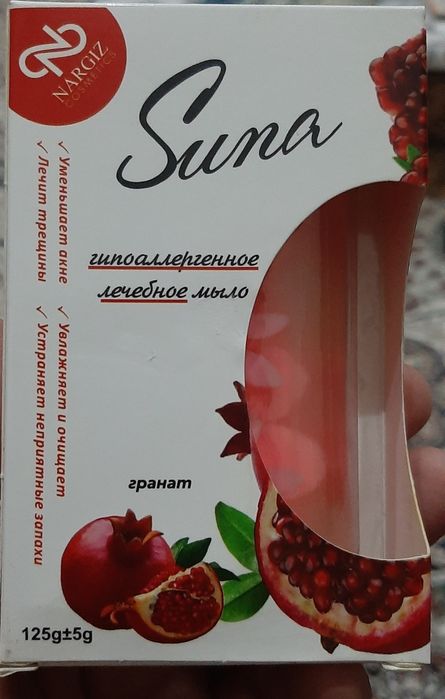 NARGIZ
COSMETICS
Suna
✓ Уменьшает акне
✓ Лечит трещины
гипоаллергенное
лечебное мыло
✓ Увлажняет и очищает
✓ Устраняет неприятные запахи
гранат
125g±5g